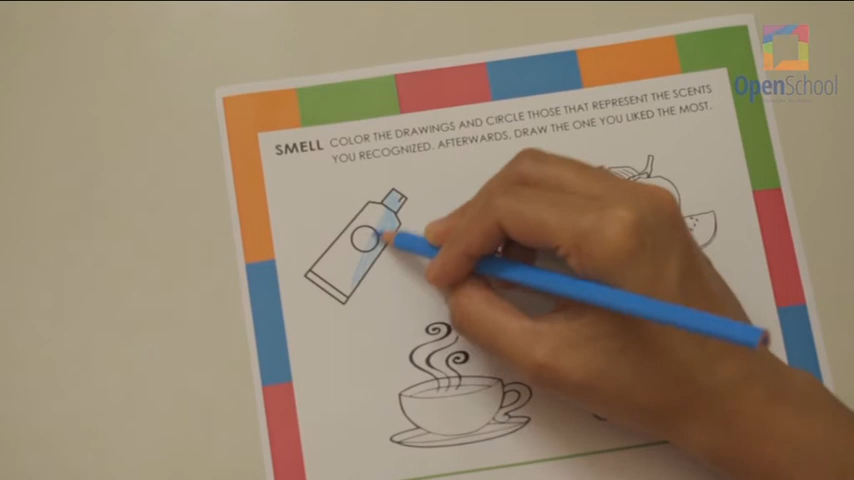 OpenSchool
SMELL COLOR THE DRAWINGS AND CIRCLE THOSE THAT REPRESENT THE SCENTS
YOU RECOGNIZED. AFTERWARDS, DRAW THE ONE YOU LIKED THE MOST.